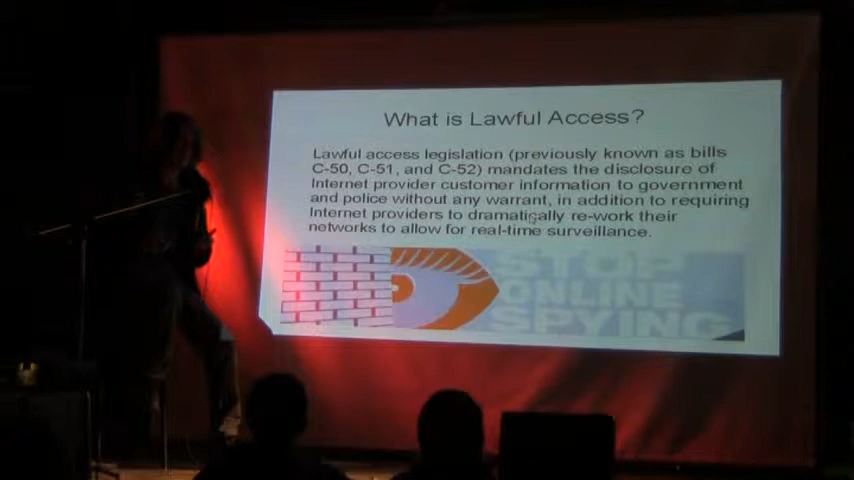 What is Lawful Access?
Lawful access legislation (previously known as bills
C-50, C-51, and C-52) mandates the disclosure of
Internet provider customer information to government
and police without any warrant, in addition to requiring
Internet providers to dramatically re-work their
networks to allow for real-time surveillance.
STOP
ONLINE
SPYING